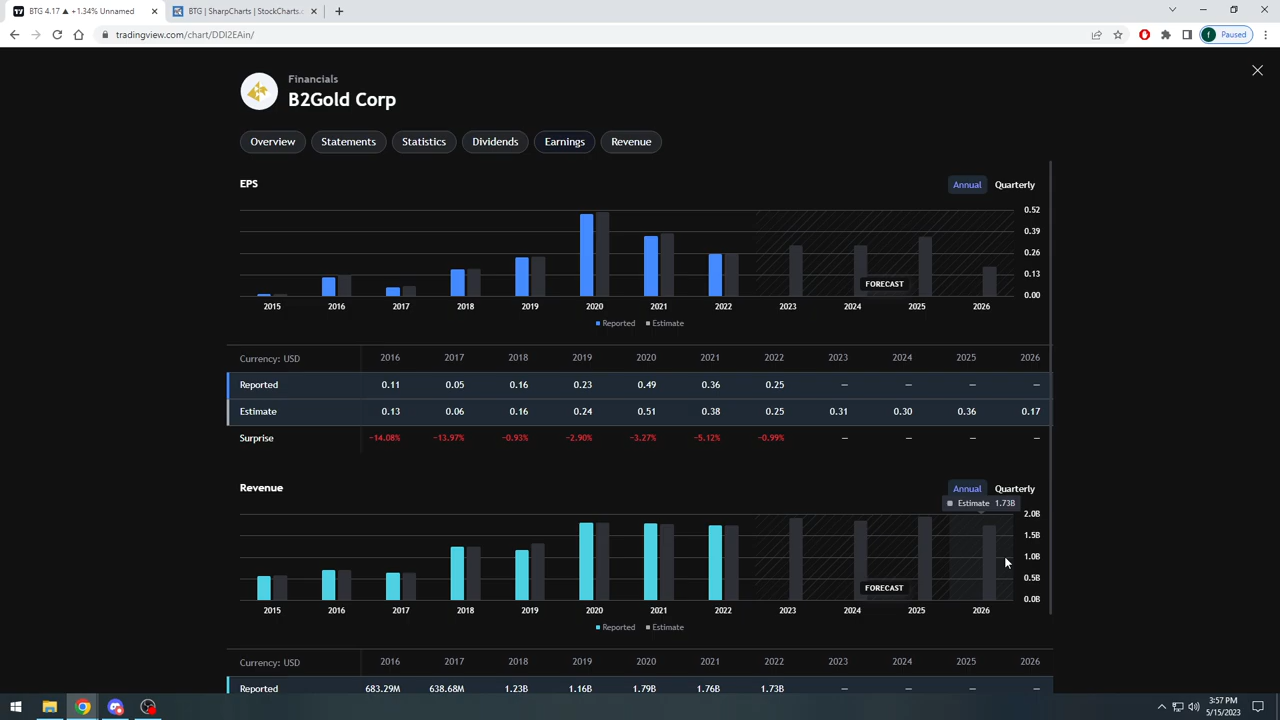 BTG 4.17 ▲ +1.34% Unnamed
BTG | SharpCharts | StockCharts.c
tradingview.com/chart/DDI2EAin/
f Paused
Financials
B2Gold Corp
Overview Statements Statistics Dividends Earnings Revenue
EPS
Annual Quarterly
0.52
0.39
0.26
0.13
0.00
FORECAST
2015 2016 2017 2018 2019 2020 2021 2022 2023 2024 2025 2026
Reported Estimate
Currency: USD 2016 2017 2018 2019 2020 2021 2022 2023 2024 2025 2026
Reported 0.11 0.05 0.16 0.23 0.49 0.36 0.25 — — — —
Estimate 0.13 0.06 0.16 0.24 0.51 0.38 0.25 0.31 0.30 0.36 0.17
Surprise −14.08% −13.97% −0.93% −2.90% −3.27% −5.12% −0.99% — — — —
Revenue
Annual Quarterly
Estimate 1.73B
2.0B
1.5B
1.0B
0.5B
0.0B
FORECAST
2015 2016 2017 2018 2019 2020 2021 2022 2023 2024 2025 2026
Reported Estimate
Currency: USD 2016 2017 2018 2019 2020 2021 2022 2023 2024 2025 2026
Reported 683.29M 638.68M 1.23B 1.16B 1.79B 1.76B 1.73B — — — —
3:57 PM
5/15/2023